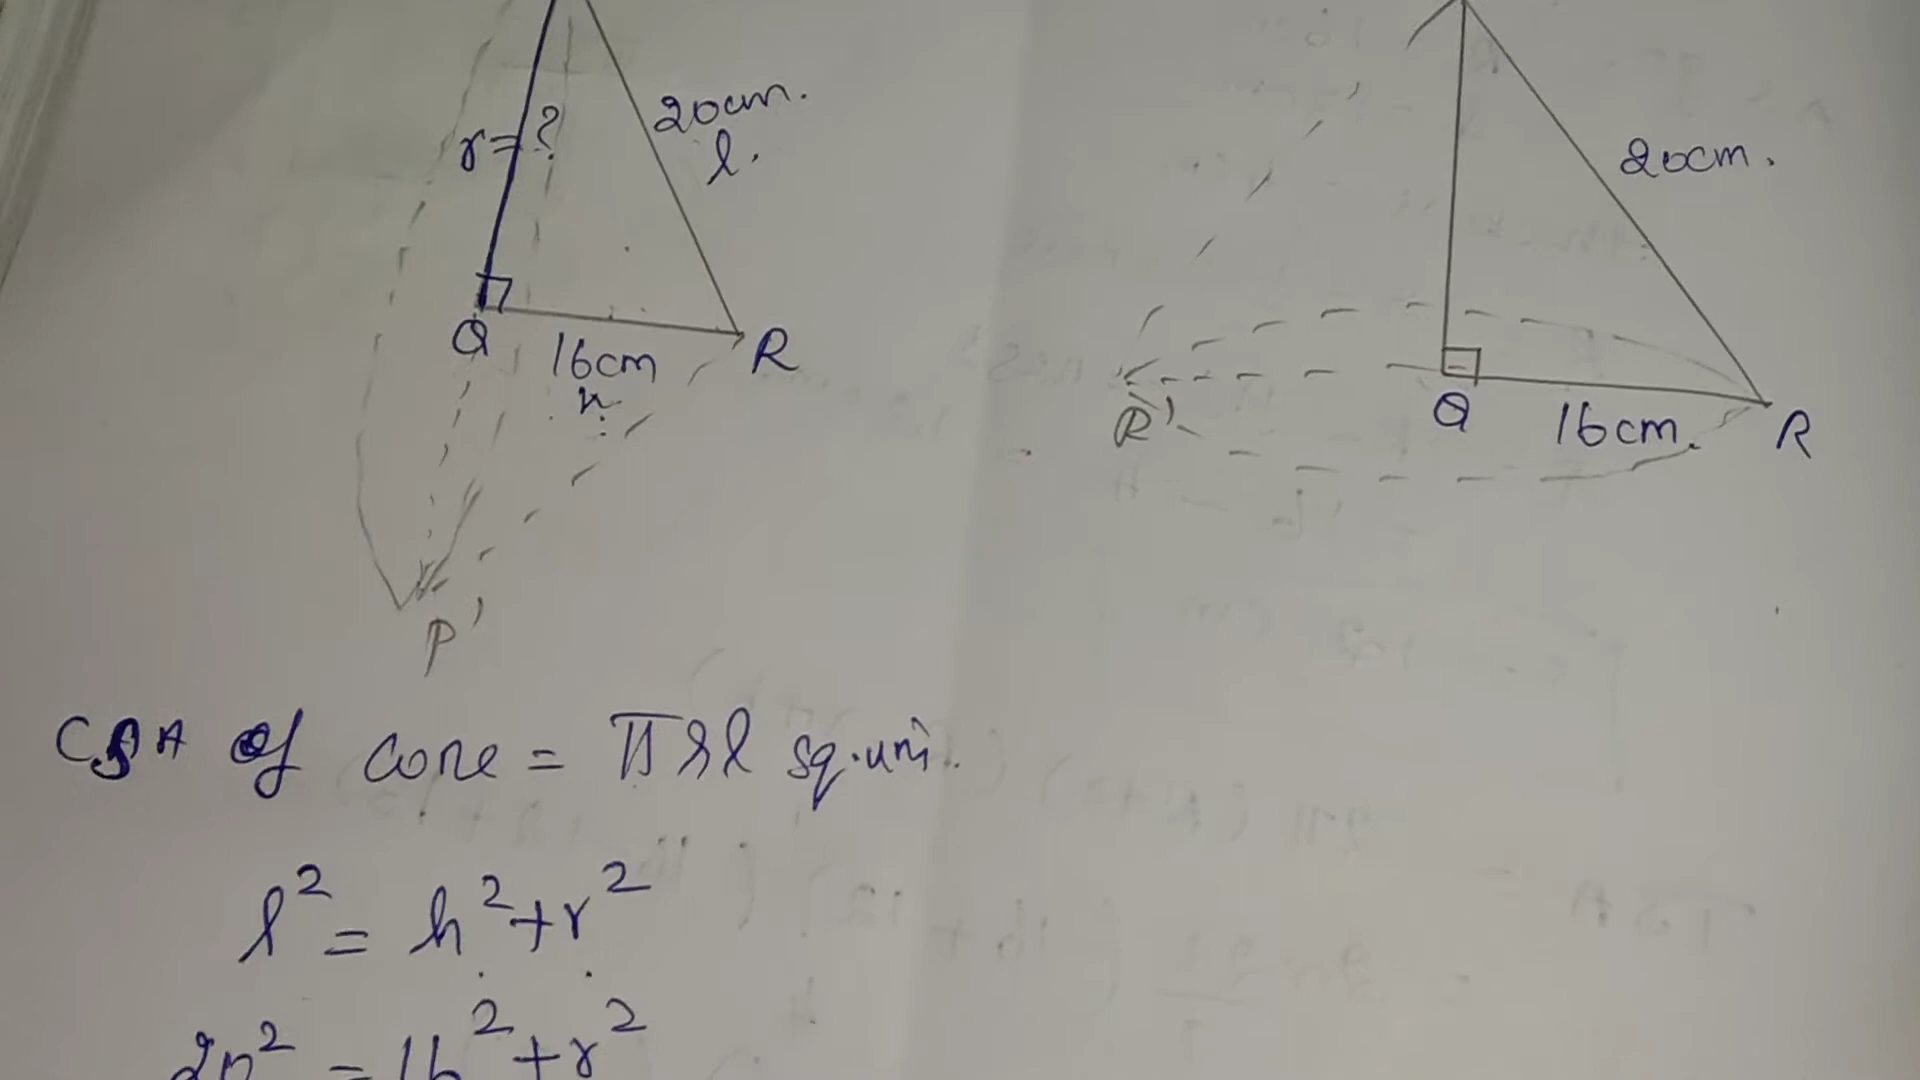 r=?
20cm.
l.
Q
16cm
h
R
P'
20cm.
R'
Q
16cm.
R
CSA of cone = πrl sq.uni.
l² = h²+r²
20² = 16²+r²